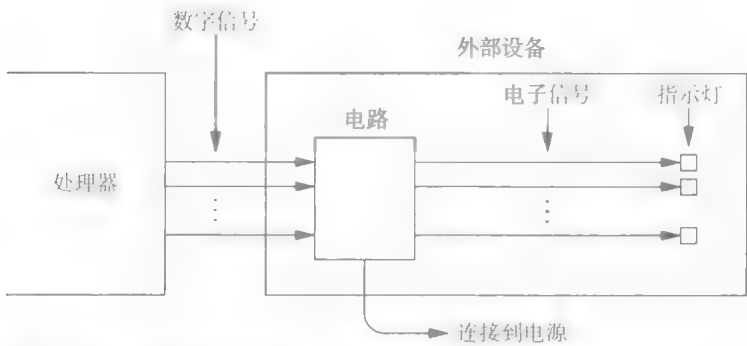 数字信号
外部设备
电子信号
指示灯
电路
处理器
连接到电源